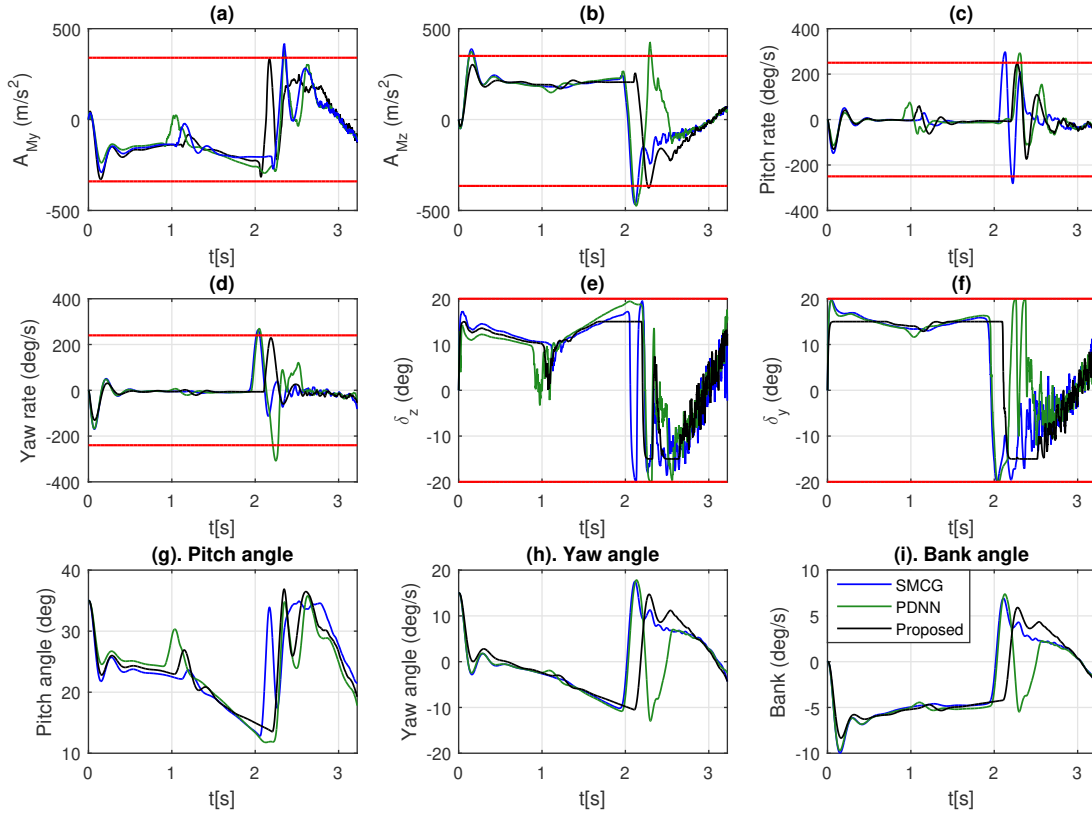 (a) (b) (c)
500 500 400
200
0 0 0
-200
-500 -500 -400
0 1 2 3 0 1 2 3 0 1 2 3
A_My (m/s²) A_Mz (m/s²) Pitch rate (deg/s)
t[s] t[s] t[s]
(d) (e) (f)
400 20 20
200 10 10
0 0 0
-200 -10 -10
-400 -20 -20
0 1 2 3 0 1 2 3 0 1 2 3
Yaw rate (deg/s) δ_z (deg) δ_y (deg)
t[s] t[s] t[s]
(g). Pitch angle (h). Yaw angle (i). Bank angle
40 20 10
SMCG
30 10 5
PDNN
Proposed
0 0
20 -10 -5
10 -20 -10
0 1 2 3 0 1 2 3 0 1 2 3
Pitch angle (deg) Yaw angle (deg/s) Bank (deg/s)
t[s] t[s] t[s]